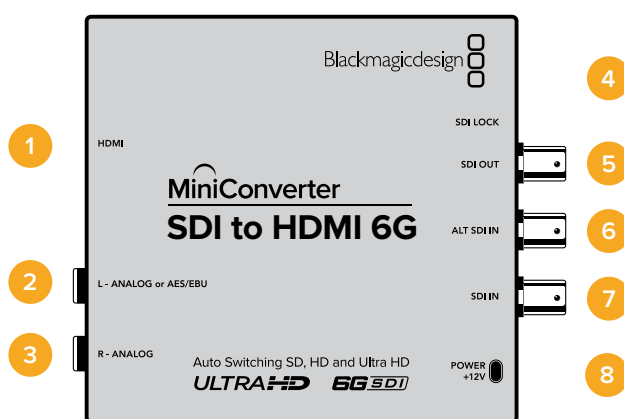 Blackmagicdesign
4
SDI LOCK
1
HDMI
SDI OUT
5
MiniConverter
SDI to HDMI 6G
ALT SDI IN
6
2
L - ANALOG or AES/EBU
SDI IN
7
3
R - ANALOG
Auto Switching SD, HD and Ultra HD
ULTRAHD 6G SDI
POWER
+12V
8